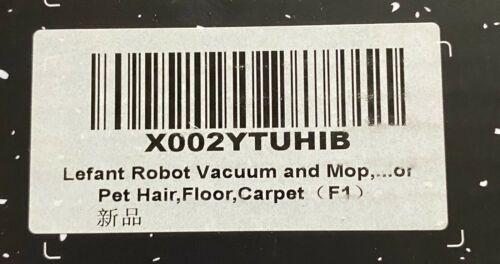 X002YTUHIB
Lefant Robot Vacuum and Mop,...or
Pet Hair,Floor,Carpet（F1）
新品